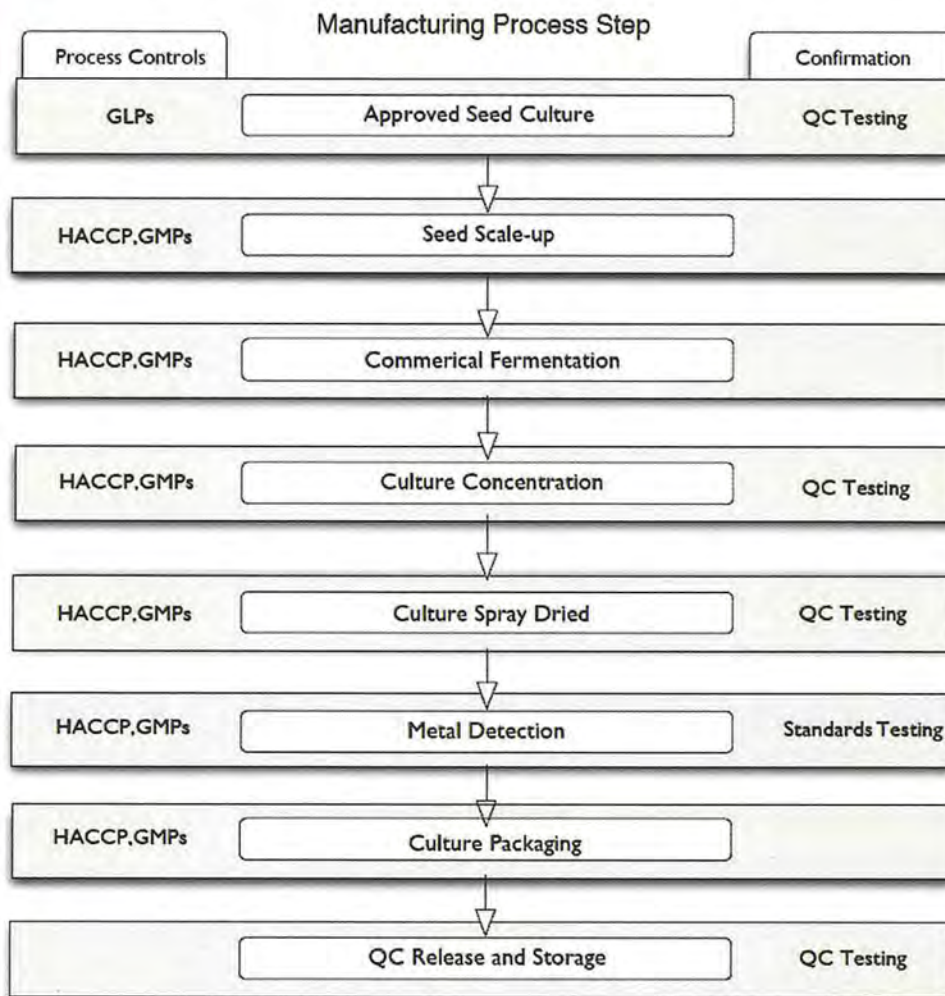 Manufacturing Process Step
Process Controls
Confirmation
GLPs
Approved Seed Culture
QC Testing
HACCP,GMPs
Seed Scale-up
HACCP,GMPs
Commerical Fermentation
HACCP,GMPs
Culture Concentration
QC Testing
HACCP,GMPs
Culture Spray Dried
QC Testing
HACCP,GMPs
Metal Detection
Standards Testing
HACCP,GMPs
Culture Packaging
QC Release and Storage
QC Testing